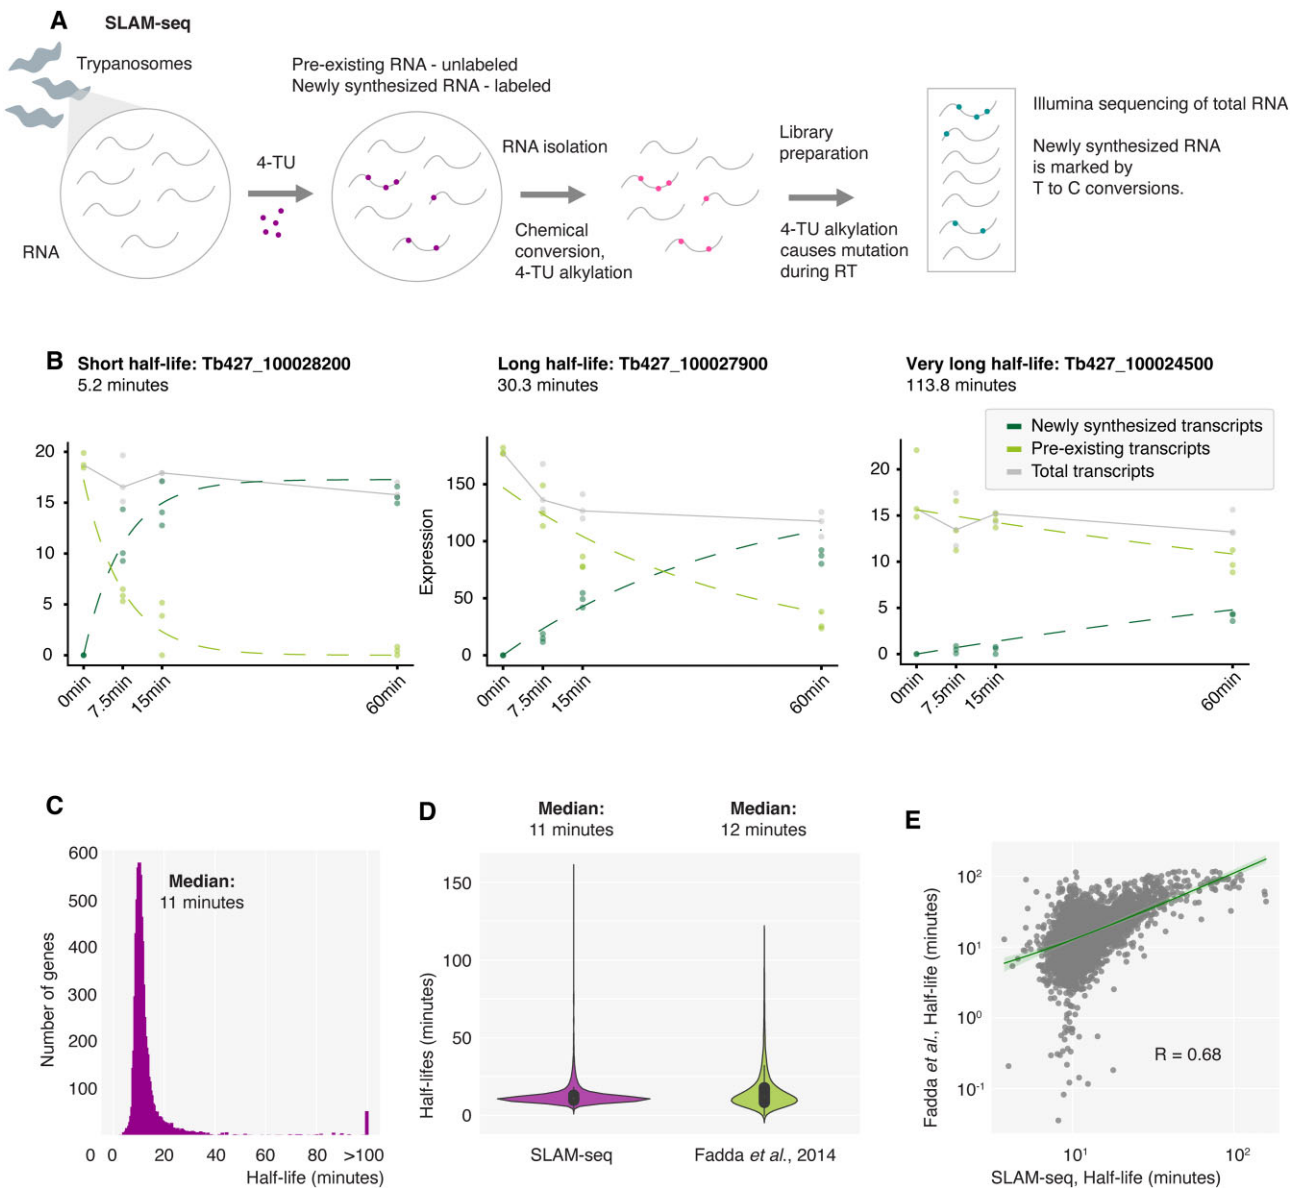 A
SLAM-seq
Trypanosomes
RNA
4-TU
Pre-existing RNA - unlabeled
Newly synthesized RNA - labeled
RNA isolation
Chemical
conversion,
4-TU alkylation
Library
preparation
4-TU alkylation
causes mutation
during RT
Illumina sequencing of total RNA
Newly synthesized RNA
is marked by
T to C conversions.
B
Short half-life: Tb427_100028200
5.2 minutes
20
15
10
5
0
0min
7.5min
15min
60min
Long half-life: Tb427_100027900
30.3 minutes
Expression
150
100
50
0
0min
7.5min
15min
60min
Very long half-life: Tb427_100024500
113.8 minutes
Newly synthesized transcripts
Pre-existing transcripts
Total transcripts
20
15
10
5
0
0min
7.5min
15min
60min
C
Median:
11 minutes
Number of genes
600
500
400
300
200
100
0 0 20 40 60 80 >100
Half-life (minutes)
D
Median:
11 minutes
Median:
12 minutes
Half-lifes (minutes)
150
100
50
0
SLAM-seq
Fadda et al., 2014
E
Fadda et al., Half-life (minutes)
10²
10¹
10⁰
10⁻¹
R = 0.68
10¹ 10²
SLAM-seq, Half-life (minutes)